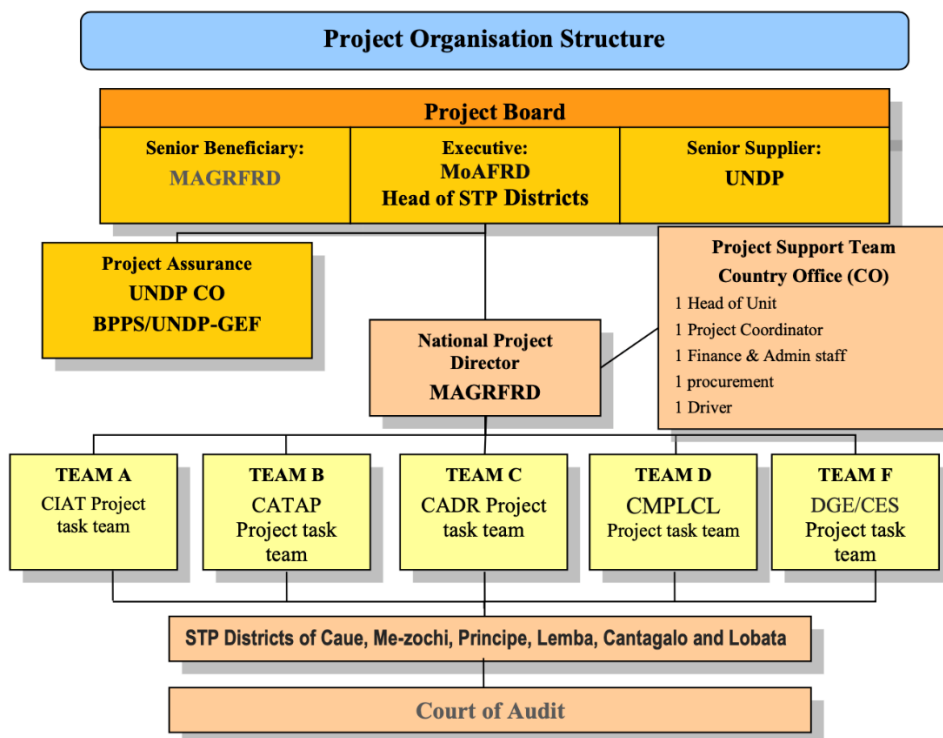 Project Organisation Structure
Project Board
Senior Beneficiary:
MAGRFRD
Executive:
MoAFRD
Head of STP Districts
Senior Supplier:
UNDP
Project Assurance
UNDP CO
BPPS/UNDP-GEF
Project Support Team
Country Office (CO)
1 Head of Unit
1 Project Coordinator
1 Finance & Admin staff
1 procurement
1 Driver
National Project
Director
MAGRFRD
TEAM A
CIAT Project
task team
TEAM B
CATAP
Project task
team
TEAM C
CADR Project
task team
TEAM D
CMPLCL
Project task team
TEAM F
DGE/CES
Project task
team
STP Districts of Caue, Me-zochi, Principe, Lemba, Cantagalo and Lobata
Court of Audit